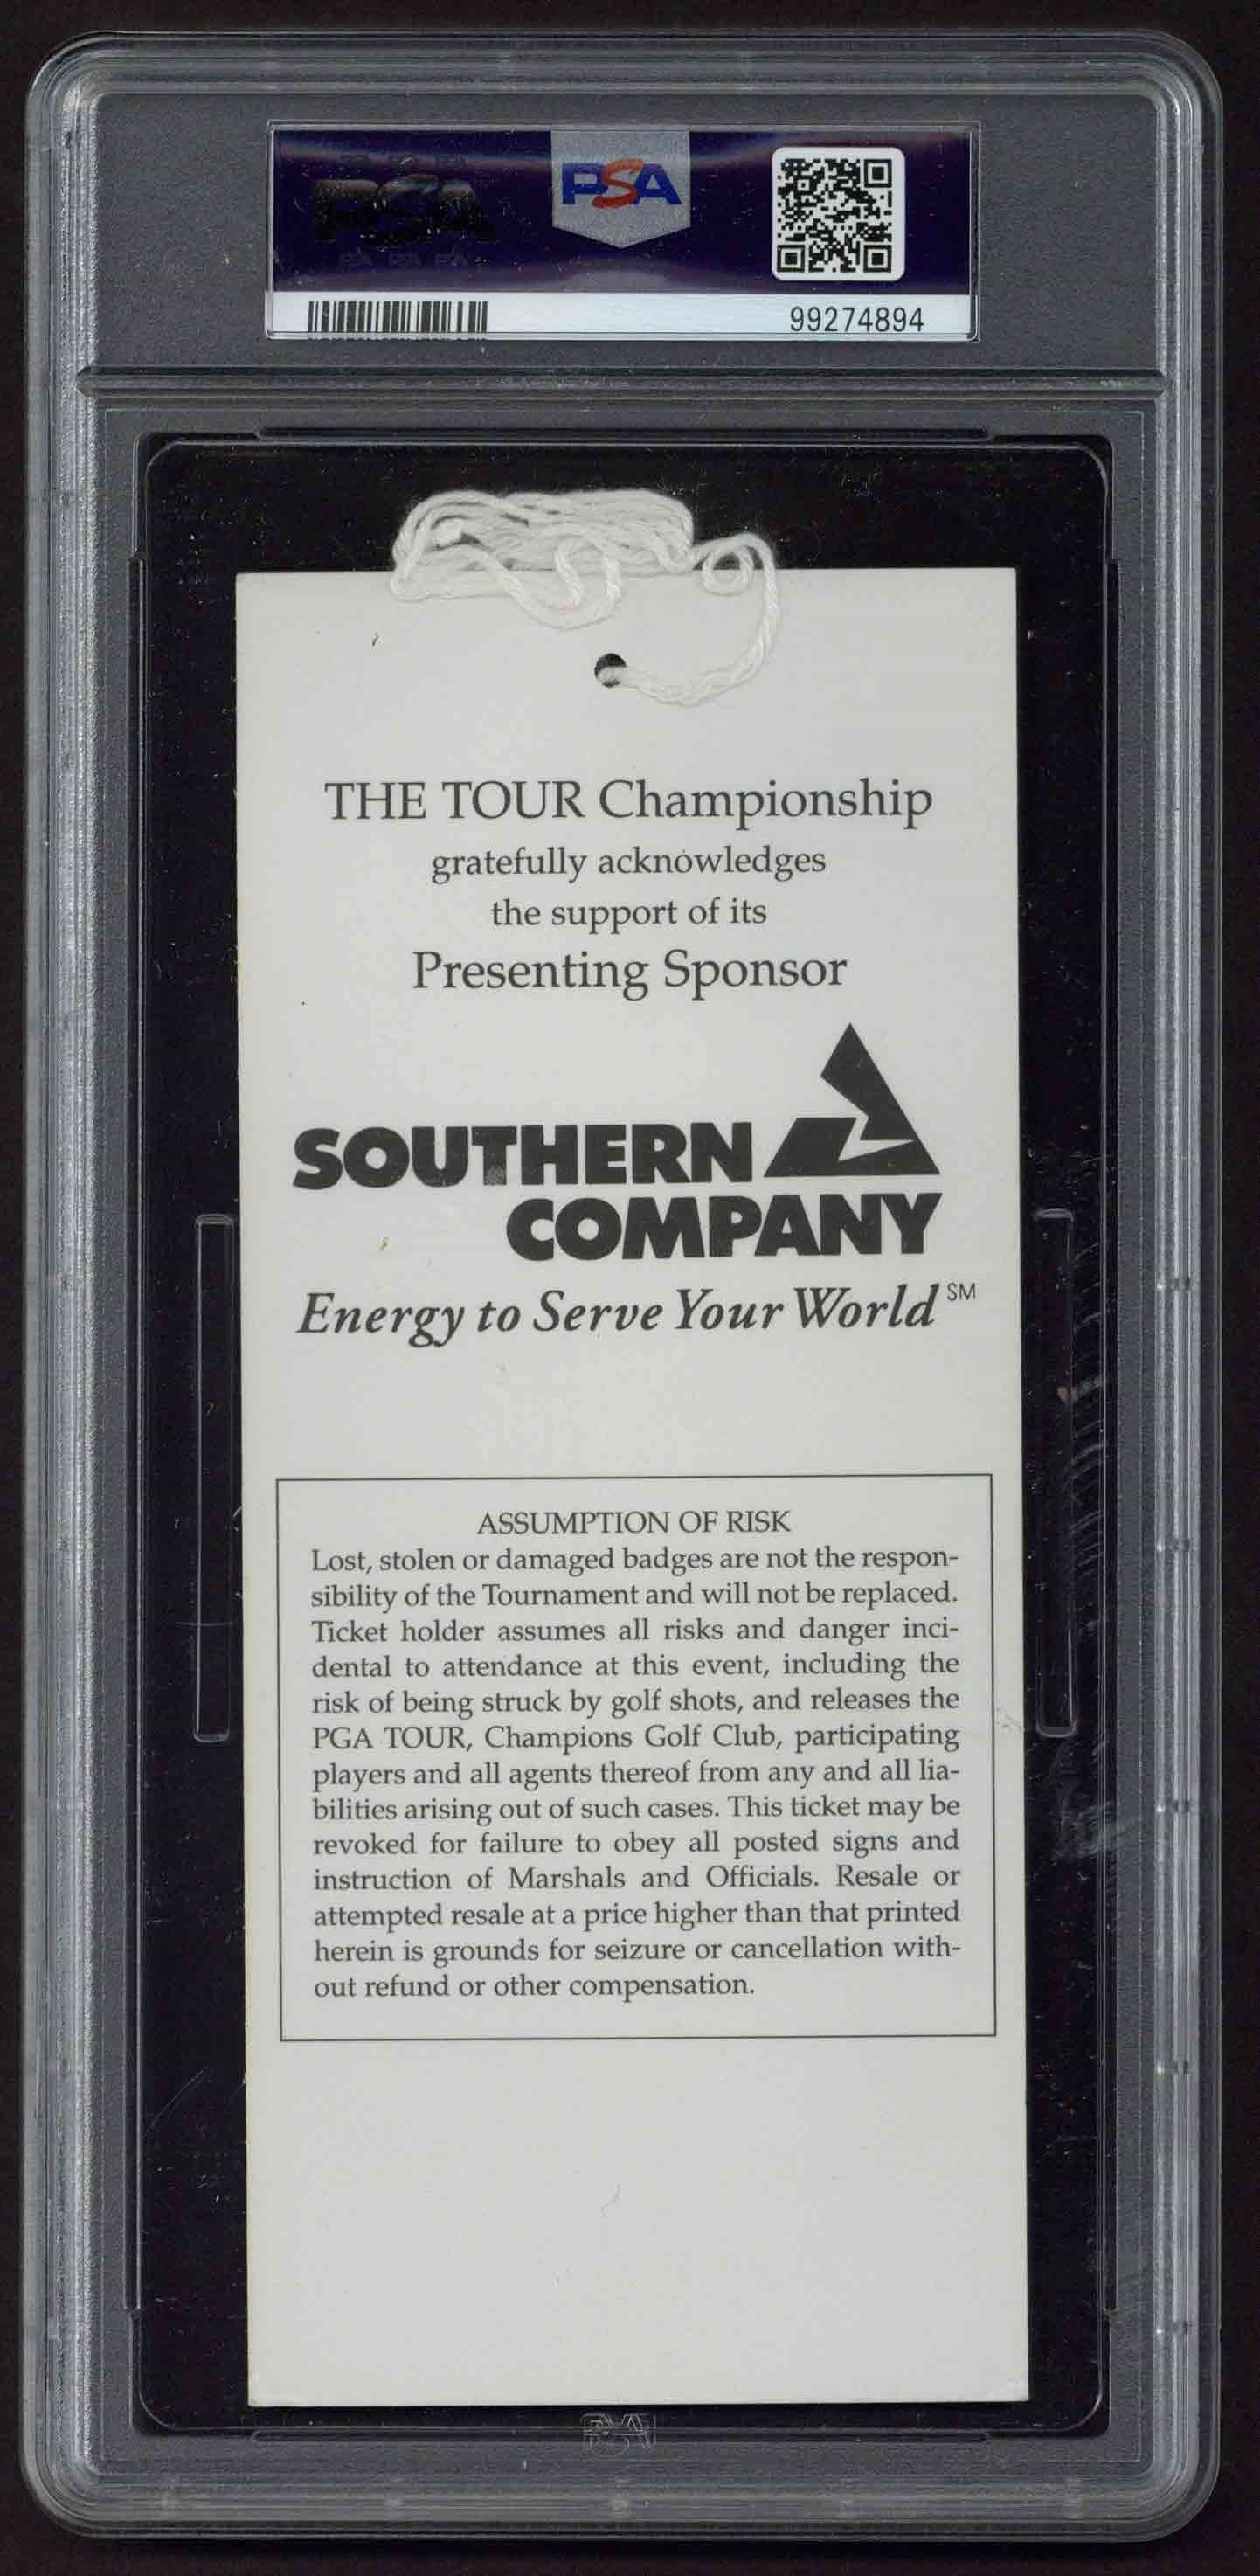 PSA
PSA
99274894
THE TOUR Championship
gratefully acknowledges
the support of its
Presenting Sponsor
SOUTHERN
COMPANY
Energy to Serve Your World SM
ASSUMPTION OF RISK
Lost, stolen or damaged badges are not the respon-
sibility of the Tournament and will not be replaced.
Ticket holder assumes all risks and danger inci-
dental to attendance at this event, including the
risk of being struck by golf shots, and releases the
PGA TOUR, Champions Golf Club, participating
players and all agents thereof from any and all lia-
bilities arising out of such cases. This ticket may be
revoked for failure to obey all posted signs and
instruction of Marshals and Officials. Resale or
attempted resale at a price higher than that printed
herein is grounds for seizure or cancellation with-
out refund or other compensation.
PSA